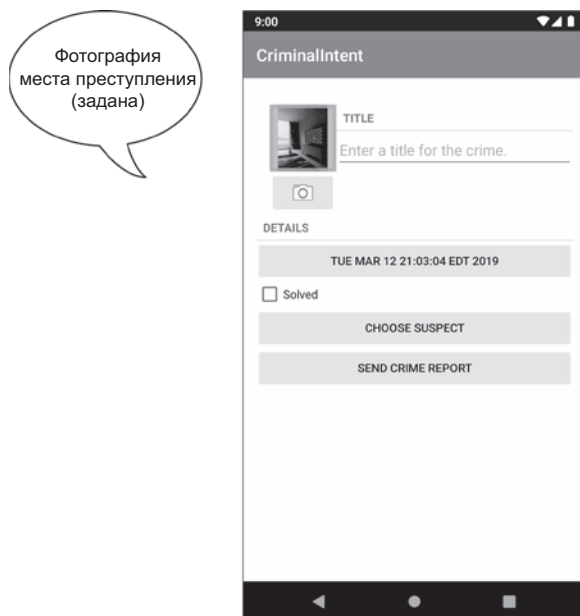 Фотография
места преступления
(задана)
9:00
CriminalIntent
TITLE
Enter a title for the crime.
DETAILS
TUE MAR 12 21:03:04 EDT 2019
Solved
CHOOSE SUSPECT
SEND CRIME REPORT